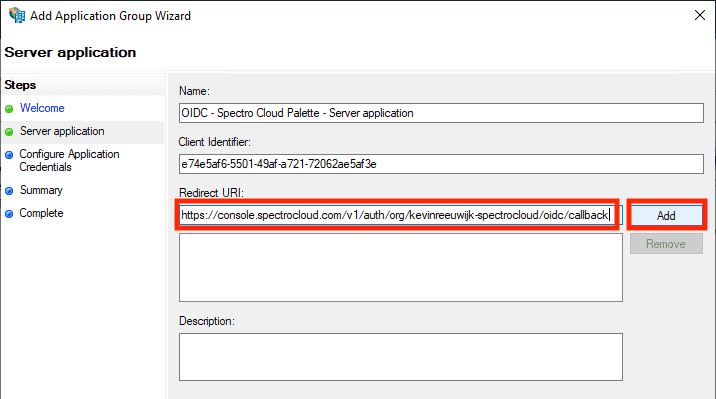 Add Application Group Wizard
Server application
Steps
Welcome
Server application
Configure Application
Credentials
Summary
Complete
Name:
OIDC - Spectro Cloud Palette - Server application
Client Identifier:
e74e5af6-5501-49af-a721-72062ae5af3e
Redirect URI:
https://console.spectrocloud.com/v1/auth/org/kevinreeuwijk-spectrocloud/oidc/callback
Add
Remove
Description: